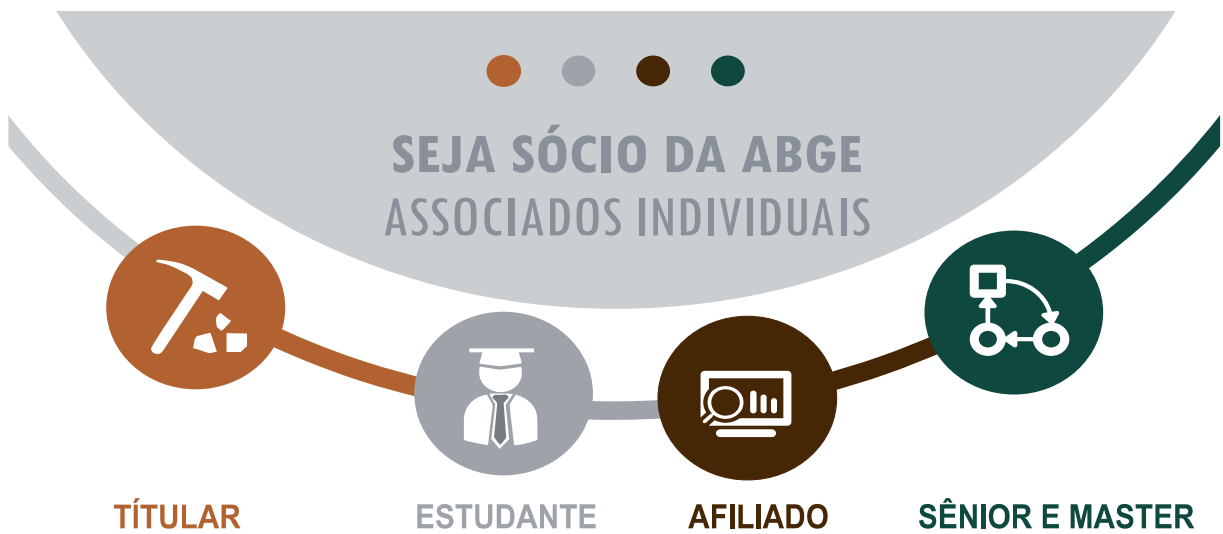 SEJA SÓCIO DA ABGE
ASSOCIADOS INDIVIDUAIS
TÍTULAR
ESTUDANTE
AFILIADO
SÊNIOR E MASTER